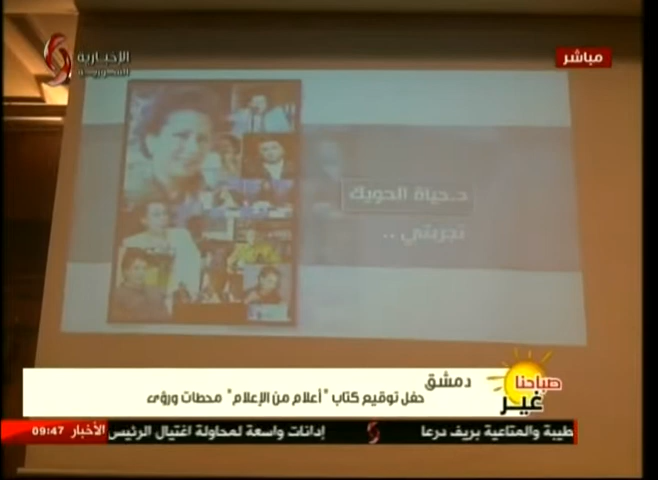 الإخبارية
السورية
مباشر
د.حياة الحويك
تجربتي ..
صباحنا
غير
دمشق
حفل توقيع كتاب "أعلام من الإعلام" محطات ورؤى
طيبة والمتاعية بريف درعا إدانات واسعة لمحاولة اغتيال الرئيس الأخبار 09:47